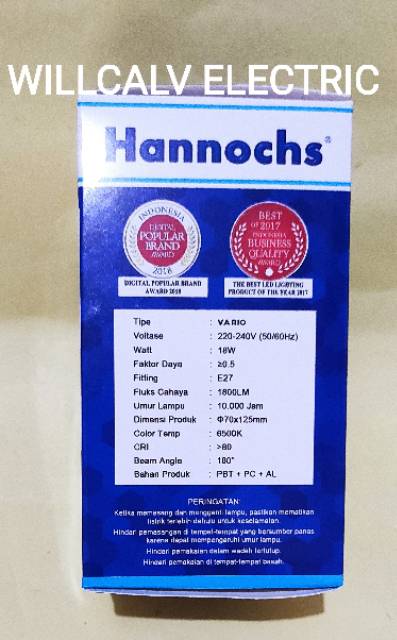 WILLCALV ELECTRIC
Hannochs®
INDONESIA
DIGITAL
POPULAR
BRAND
AWARD
2018
DIGITAL POPULAR BRAND
AWARD 2018
BEST
OF 2017
INDONESIA
BUSINESS
QUALITY
AWARD
THE BEST LED LIGHTING
PRODUCT OF THE YEAR 2017
Tipe : VARIO
Voltase : 220-240V (50/60Hz)
Watt : 18W
Faktor Daya : ≥0.5
Fitting : E27
Fluks Cahaya : 1800LM
Umur Lampu : 10.000 Jam
Dimensi Produk : Φ70x125mm
Color Temp : 6500K
CRI : >80
Beam Angle : 180°
Bahan Produk : PBT + PC + AL
PERINGATAN:
Ketika memasang dan mengganti lampu, pastikan mematikan
listrik terlebih dahulu untuk keselamatan.
Hindari pemasangan di tempat-tempat yang bersumber panas
karena dapat mempengaruhi umur lampu.
Hindari pemakaian dalam wadah tertutup.
Hindari pemakaian di tempat-tempat basah.